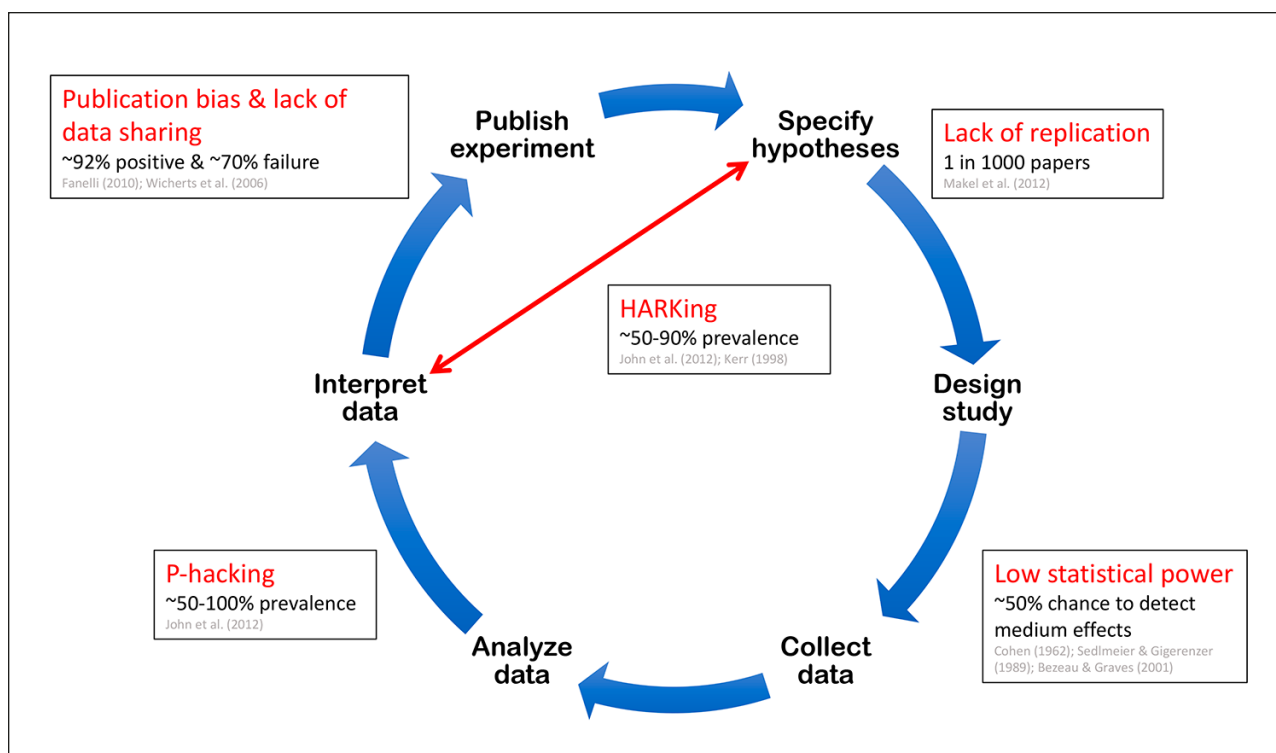 Publication bias & lack of
data sharing
~92% positive & ~70% failure
Fanelli (2010); Wicherts et al. (2006)
Publish
experiment
Specify
hypotheses
Lack of replication
1 in 1000 papers
Makel et al. (2012)
HARKing
~50-90% prevalence
John et al. (2012); Kerr (1998)
Interpret
data
Design
study
P-hacking
~50-100% prevalence
John et al. (2012)
Analyze
data
Collect
data
Low statistical power
~50% chance to detect
medium effects
Cohen (1962); Sedlmeier & Gigerenzer
(1989); Bezeau & Graves (2001)